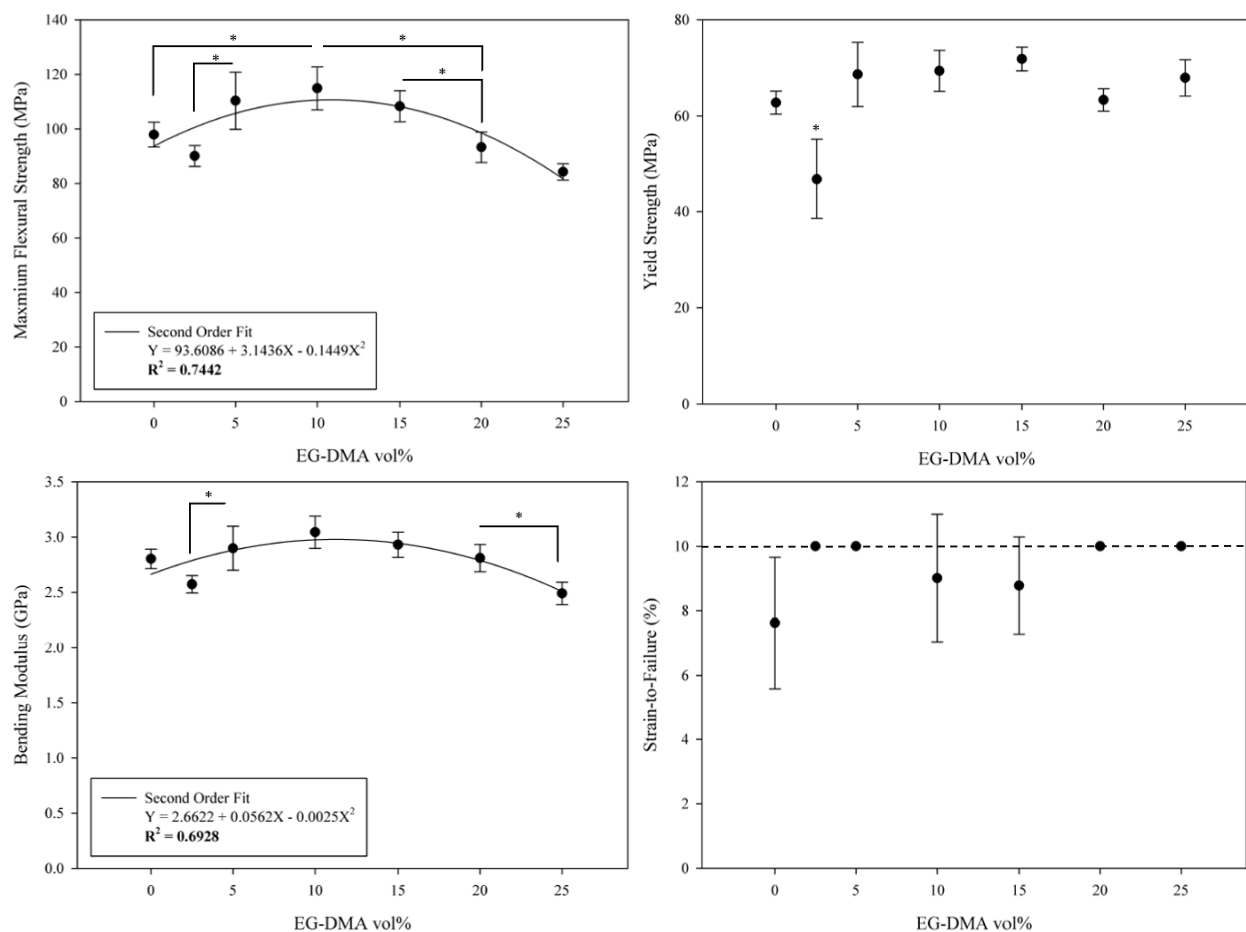 Maxmium Flexural Strength (MPa)
140
120
100
80
60
40
20
0
*
*
*
*
Second Order Fit
Y = 93.6086 + 3.1436X - 0.1449X²
R² = 0.7442
0 5 10 15 20 25
EG-DMA vol%
Yield Strength (MPa)
80
60
40
20
0
*
0 5 10 15 20 25
EG-DMA vol%
Bending Modulus (GPa)
3.5
3.0
2.5
2.0
1.5
1.0
0.5
0.0
*
*
Second Order Fit
Y = 2.6622 + 0.0562X - 0.0025X²
R² = 0.6928
0 5 10 15 20 25
EG-DMA vol%
Strain-to-Failure (%)
12
10
8
6
4
2
0
0 5 10 15 20 25
EG-DMA vol%